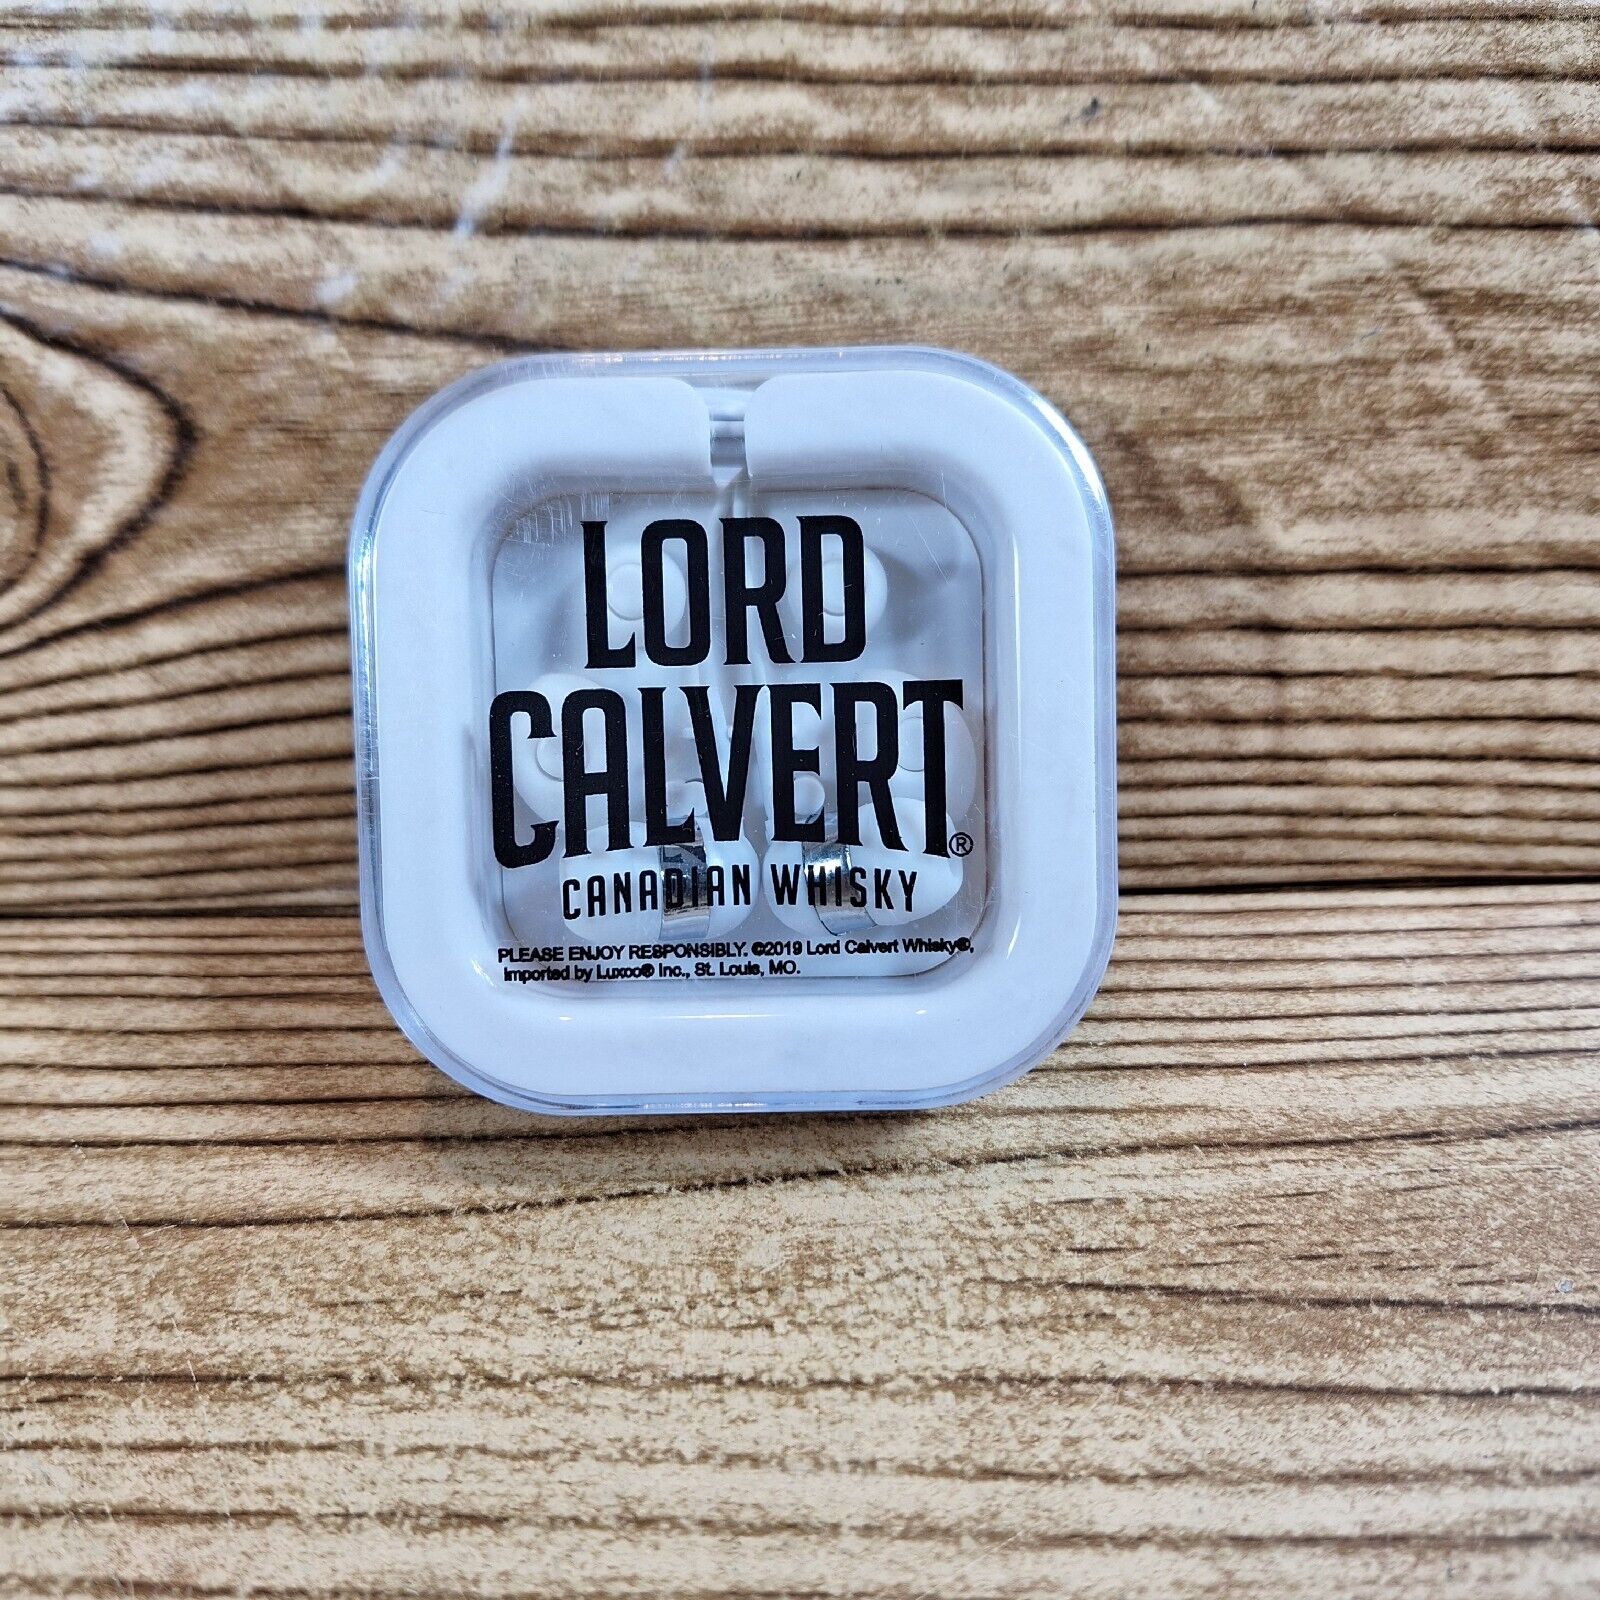 LORD
CALVERT®
CANADIAN WHISKY
PLEASE ENJOY RESPONSIBLY. ©2019 Lord Calvert Whisky®,
Imported by Luxco® Inc., St. Louis, MO.